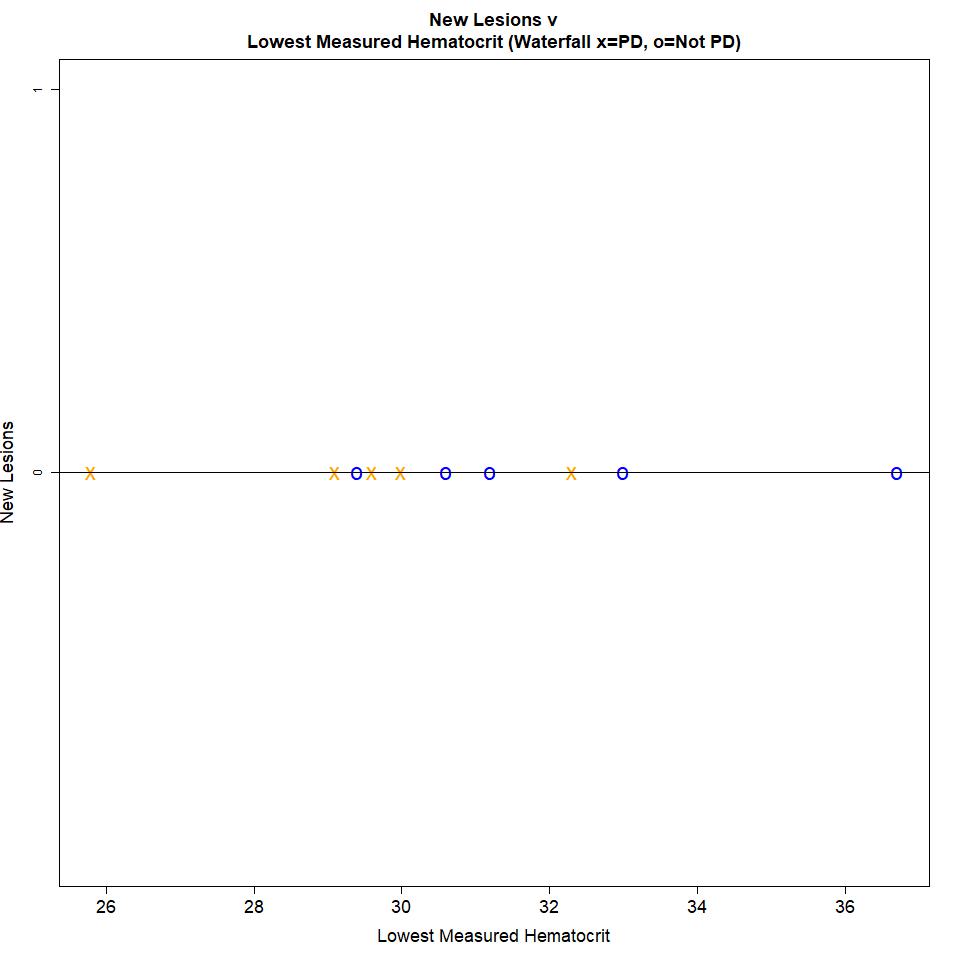 New Lesions v
Lowest Measured Hematocrit (Waterfall x=PD, o=Not PD)
1
New Lesions
0
x x o x x o o x o o
26 28 30 32 34 36
Lowest Measured Hematocrit